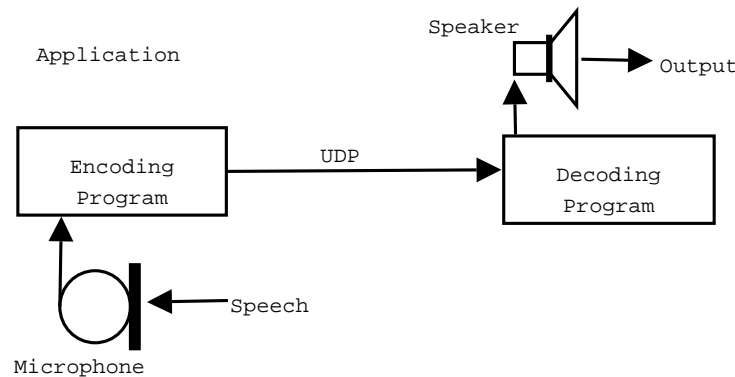 Application
Speaker
Output
Encoding
Program
UDP
Decoding
Program
Speech
Microphone